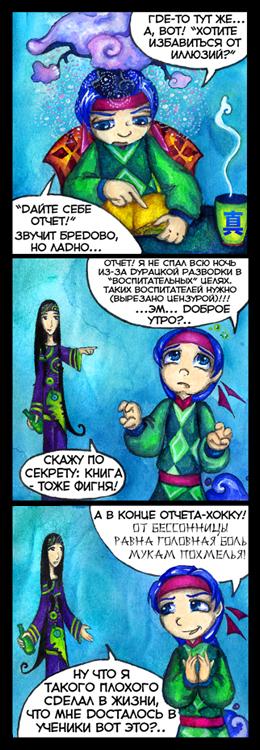 ГДЕ-ТО ТУТ ЖЕ...
А, ВОТ! "ХОТИТЕ
ИЗБАВИТЬСЯ ОТ
ИЛЛЮЗИЙ?"
"ДАЙТЕ СЕБЕ
ОТЧЕТ!"
ЗВУЧИТ БРЕДОВО,
НО ЛАДНО...
真
ОТЧЕТ! Я НЕ СПАЛ ВСЮ НОЧЬ
ИЗ-ЗА ДУРАЦКОЙ РАЗВОДКИ В
"ВОСПИТАТЕЛЬНЫХ" ЦЕЛЯХ.
ТАКИХ ВОСПИТАТЕЛЕЙ НУЖНО
(ВЫРЕЗАНО ЦЕНЗУРОЙ)!!!
...ЭМ... ДОБРОЕ
УТРО?..
СКАЖУ ПО
СЕКРЕТУ: КНИГА
- ТОЖЕ ФИГНЯ!
А В КОНЦЕ ОТЧЕТА-ХОККУ!
ОТ БЕССОННИЦЫ
РАВНА ГОЛОВНАЯ БОЛЬ
МУКАМ ПОХМЕЛЬЯ!
НУ ЧТО Я
ТАКОГО ПЛОХОГО
СДЕЛАЛ В ЖИЗНИ,
ЧТО МНЕ ДОСТАЛОСЬ В
УЧЕНИКИ ВОТ ЭТО?..